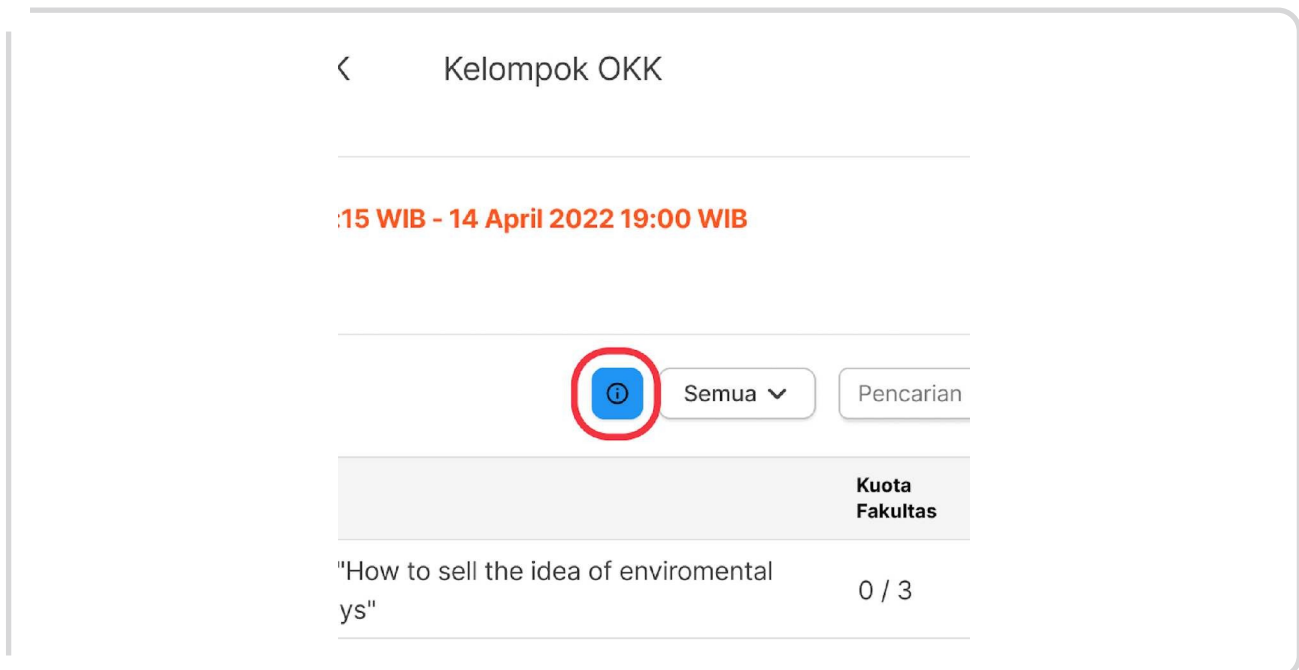 Kelompok OKK
:15 WIB - 14 April 2022 19:00 WIB
Semua
Pencarian
Kuota
Fakultas
"How to sell the idea of enviromental
ys"
0 / 3